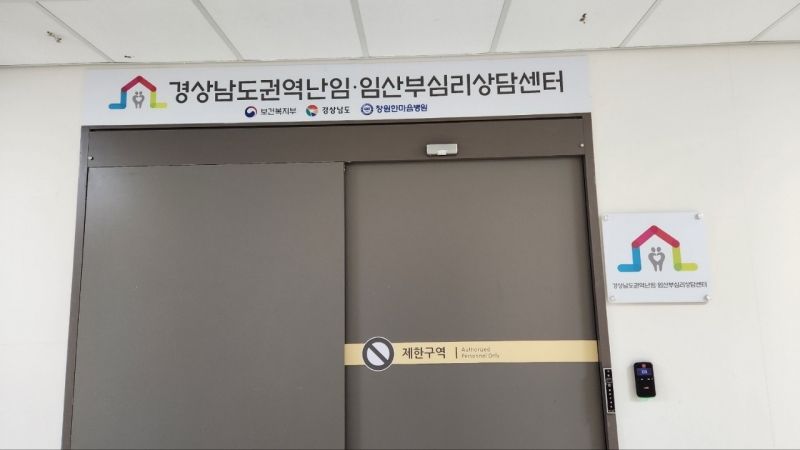 경상남도권역난임·임산부심리상담센터
보건복지부 경상남도 창원한마음병원
경상남도권역난임·임산부심리상담센터
제한구역 Authorized
Personnel Only